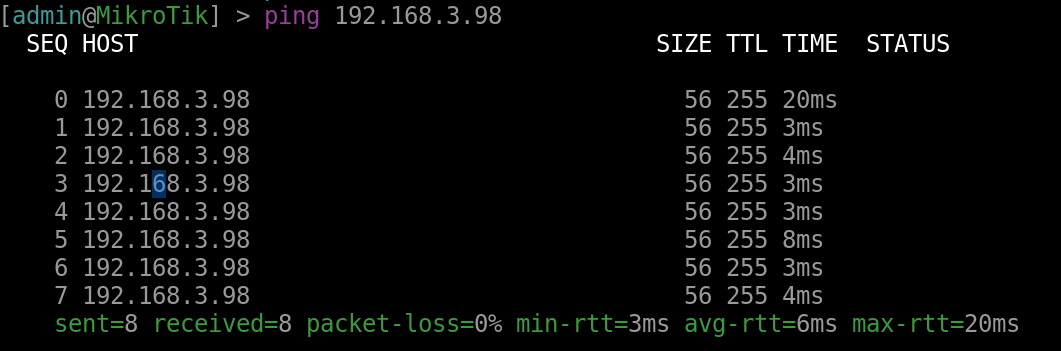 [admin@MikroTik] > ping 192.168.3.98
SEQ HOST SIZE TTL TIME STATUS
0 192.168.3.98 56 255 20ms
1 192.168.3.98 56 255 3ms
2 192.168.3.98 56 255 4ms
3 192.168.3.98 56 255 3ms
4 192.168.3.98 56 255 3ms
5 192.168.3.98 56 255 8ms
6 192.168.3.98 56 255 3ms
7 192.168.3.98 56 255 4ms
sent=8 received=8 packet-loss=0% min-rtt=3ms avg-rtt=6ms max-rtt=20ms